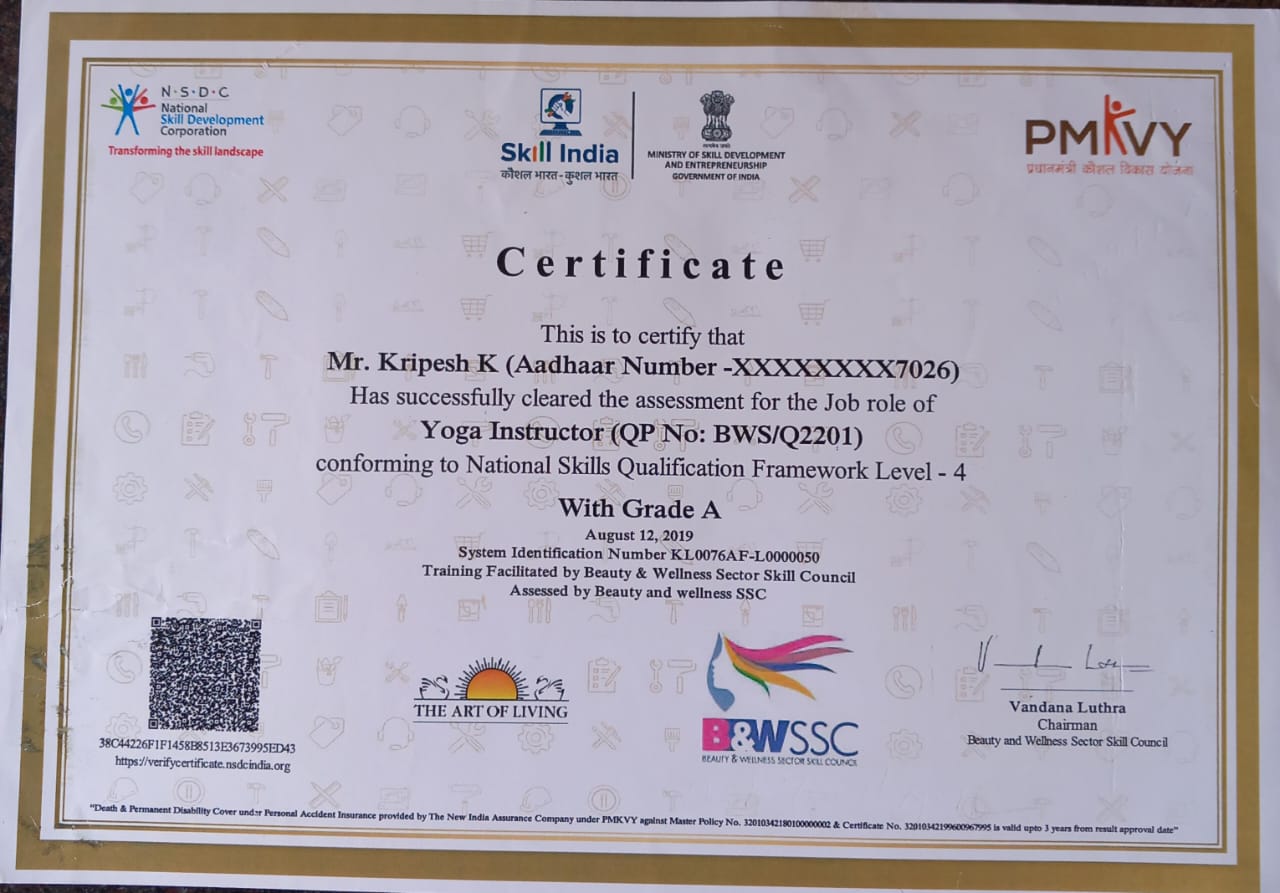 N·S·D·C
National
Skill Development
Corporation
Transforming the skill landscape
Skill India
कौशल भारत - कुशल भारत
सत्यमेव जयते
MINISTRY OF SKILL DEVELOPMENT
AND ENTREPRENEURSHIP
GOVERNMENT OF INDIA
PMKVY
प्रधानमंत्री कौशल विकास योजना
Certificate
This is to certify that
Mr. Kripesh K (Aadhaar Number -XXXXXXXX7026)
Has successfully cleared the assessment for the Job role of
Yoga Instructor (QP No: BWS/Q2201)
conforming to National Skills Qualification Framework Level - 4
With Grade A
August 12, 2019
System Identification Number KL0076AF-L0000050
Training Facilitated by Beauty & Wellness Sector Skill Council
Assessed by Beauty and wellness SSC
38C44226F1F1458B8513E3673995ED43
https://verifycertificate.nsdcindia.org
THE ART OF LIVING
B&WSSC
BEAUTY & WELLNESS SECTOR SKILL COUNCIL
Vandana Luthra
Chairman
Beauty and Wellness Sector Skill Council
"Death & Permanent Disability Cover under Personal Accident Insurance provided by The New India Assurance Company under PMKVY against Master Policy No. 32010342180100000002 & Certificate No. 32010342199600967995 is valid upto 3 years from result approval date"